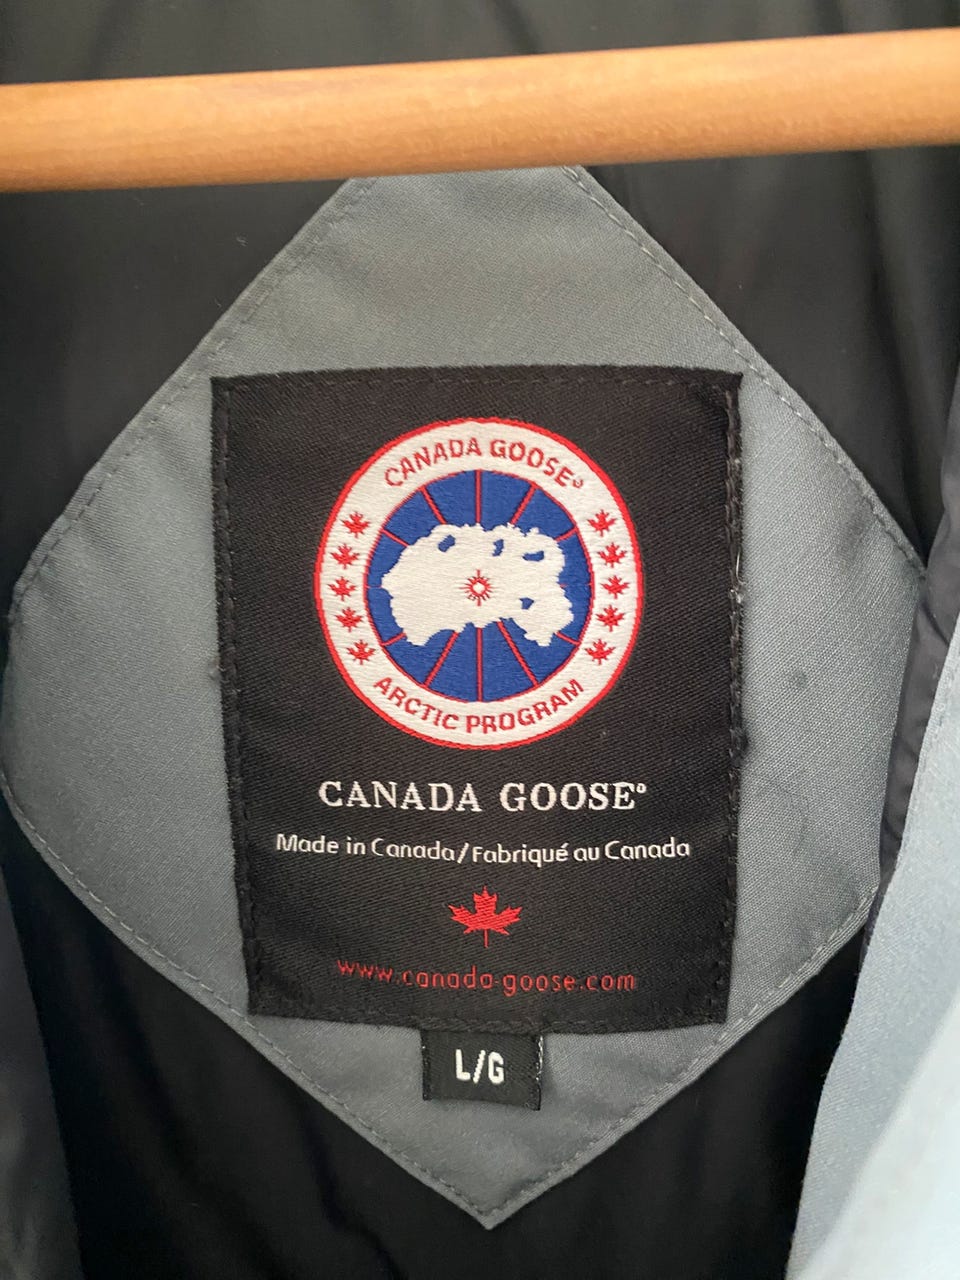 CANADA GOOSE®
ARCTIC PROGRAM
CANADA GOOSE®
Made in Canada/Fabriqué au Canada
www.canada-goose.com
L/G